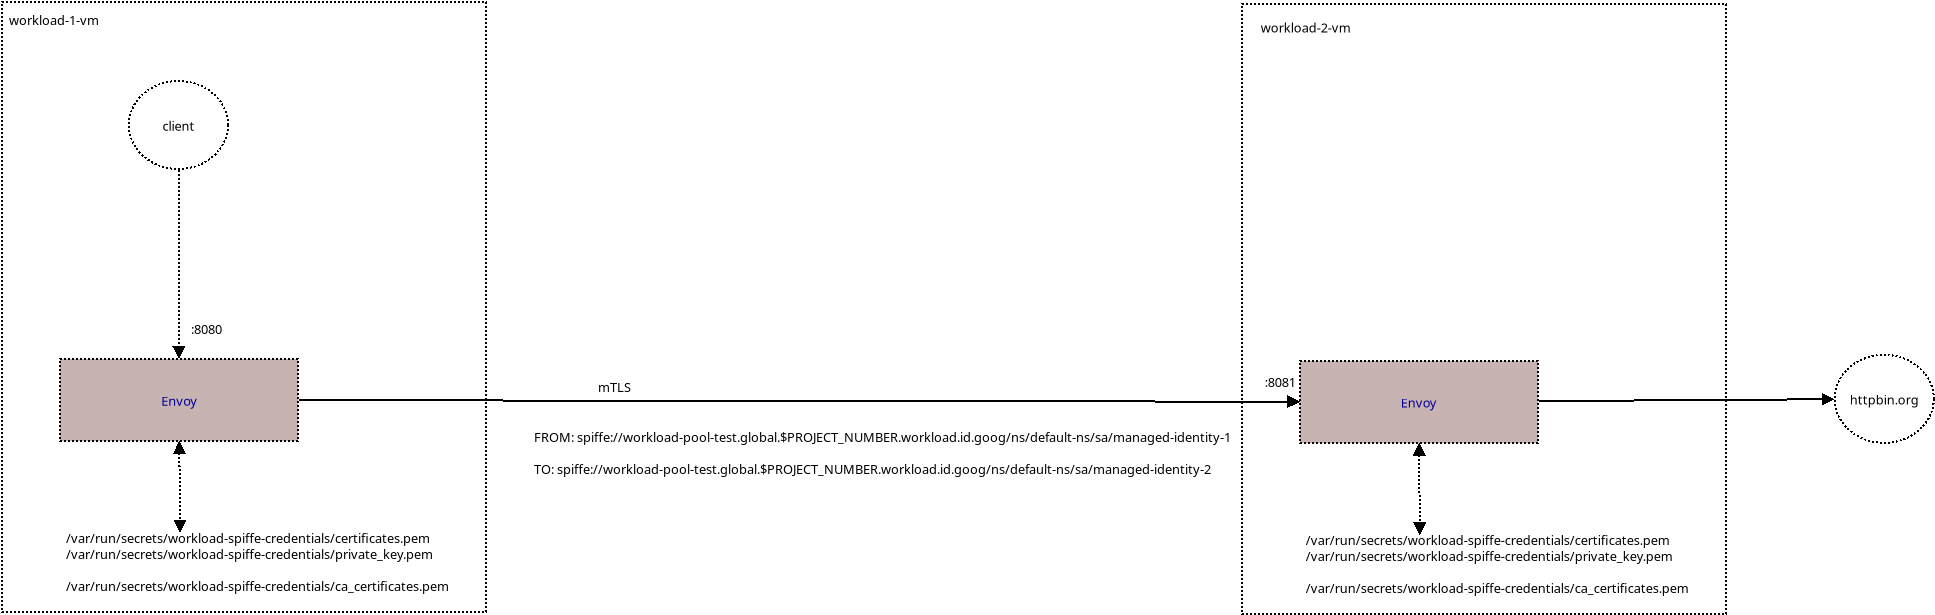 workload-1-vm
client
:8080
Envoy
/var/run/secrets/workload-spiffe-credentials/certificates.pem
/var/run/secrets/workload-spiffe-credentials/private_key.pem
/var/run/secrets/workload-spiffe-credentials/ca_certificates.pem
mTLS
FROM: spiffe://workload-pool-test.global.$PROJECT_NUMBER.workload.id.goog/ns/default-ns/sa/managed-identity-1
TO: spiffe://workload-pool-test.global.$PROJECT_NUMBER.workload.id.goog/ns/default-ns/sa/managed-identity-2
workload-2-vm
:8081
Envoy
/var/run/secrets/workload-spiffe-credentials/certificates.pem
/var/run/secrets/workload-spiffe-credentials/private_key.pem
/var/run/secrets/workload-spiffe-credentials/ca_certificates.pem
httpbin.org